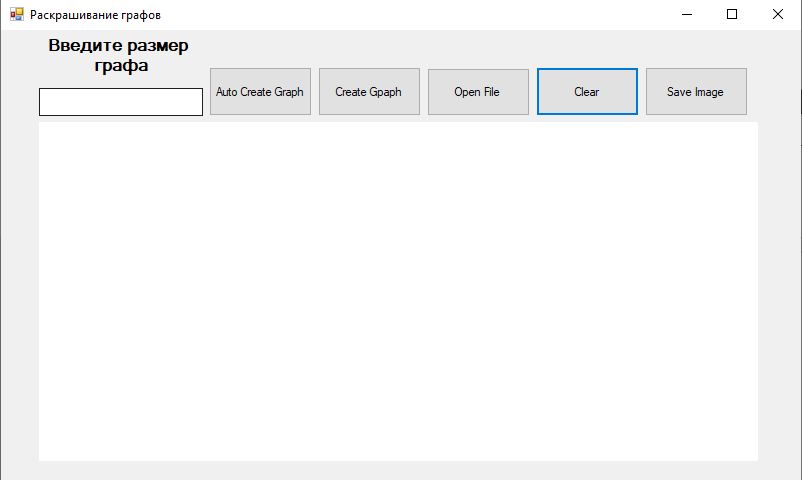 Раскрашивание графов
Введите размер
графа
Auto Create Graph
Create Gpaph
Open File
Clear
Save Image